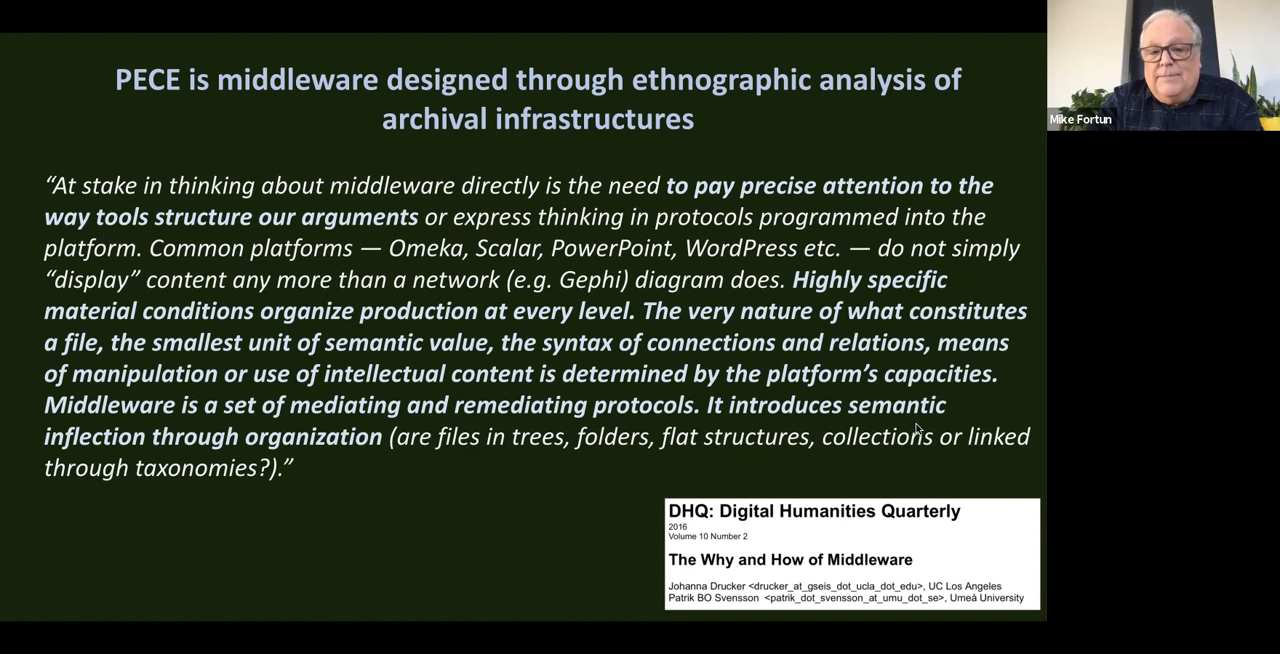 PECE is middleware designed through ethnographic analysis of
archival infrastructures
“At stake in thinking about middleware directly is the need to pay precise attention to the
way tools structure our arguments or express thinking in protocols programmed into the
platform. Common platforms — Omeka, Scalar, PowerPoint, WordPress etc. — do not simply
“display” content any more than a network (e.g. Gephi) diagram does. Highly specific
material conditions organize production at every level. The very nature of what constitutes
a file, the smallest unit of semantic value, the syntax of connections and relations, means
of manipulation or use of intellectual content is determined by the platform’s capacities.
Middleware is a set of mediating and remediating protocols. It introduces semantic
inflection through organization (are files in trees, folders, flat structures, collections or linked
through taxonomies?).”
DHQ: Digital Humanities Quarterly
2016
Volume 10 Number 2
The Why and How of Middleware
Johanna Drucker <drucker_at_gseis_dot_ucla_dot_edu>, UC Los Angeles
Patrik BO Svensson <patrik_dot_svensson_at_umu_dot_se>, Umeå University
Mike Fortun